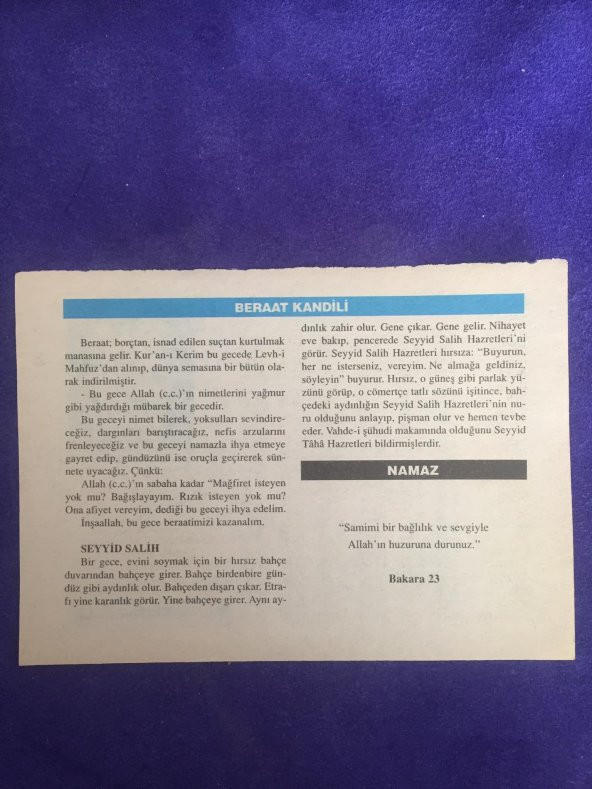 BERAAT KANDİLİ
Beraat; borçtan, isnad edilen suçtan kurtulmak
manasına gelir. Kur'an-ı Kerim bu gecede Levh-i
Mahfuz'dan alınıp, dünya semasına bir bütün ola-
rak indirilmiştir.
- Bu gece Allah (c.c.)'ın nimetlerini yağmur
gibi yağdırdığı mübarek bir gecedir.
Bu geceyi nimet bilerek, yoksulları sevindire-
ceğiz, dargınları barıştıracağız, nefis arzularını
frenleyeceğiz ve bu geceyi namazla ihya etmeye
gayret edip, gündüzünü ise oruçla geçirerek sün-
nete uyacağız. Çünkü:
Allah (c.c.)'ın sabaha kadar "Mağfiret isteyen
yok mu? Bağışlayayım. Rızık isteyen yok mu?
Ona afiyet vereyim, dediği bu geceyi ihya edelim.
İnşaallah, bu gece beraatimizi kazanalım.
SEYYİD SALİH
Bir gece, evini soymak için bir hırsız bahçe
duvarından bahçeye girer. Bahçe birdenbire gün-
düz gibi aydınlık olur. Bahçeden dışarı çıkar. Etra-
fı yine karanlık görür. Yine bahçeye girer. Aynı ay-
dınlık zahir olur. Gene çıkar. Gene gelir. Nihayet
eve bakıp, pencerede Seyyid Salih Hazretleri'ni
görür. Seyyid Salih Hazretleri hırsıza: "Buyurun,
her ne isterseniz, vereyim. Ne almağa geldiniz,
söyleyin" buyurur. Hırsız, o güneş gibi parlak yü-
zünü görüp, o cömertçe tatlı sözünü işitince, bah-
çedeki aydınlığın Seyyid Salih Hazretleri'nin nu-
ru olduğunu anlayıp, pişman olur ve hemen tevbe
eder. Vahde-i şühudi makamında olduğunu Seyyid
Tâhâ Hazretleri bildirmişlerdir.
NAMAZ
"Samimi bir bağlılık ve sevgiyle
Allah'ın huzuruna durunuz."
Bakara 23